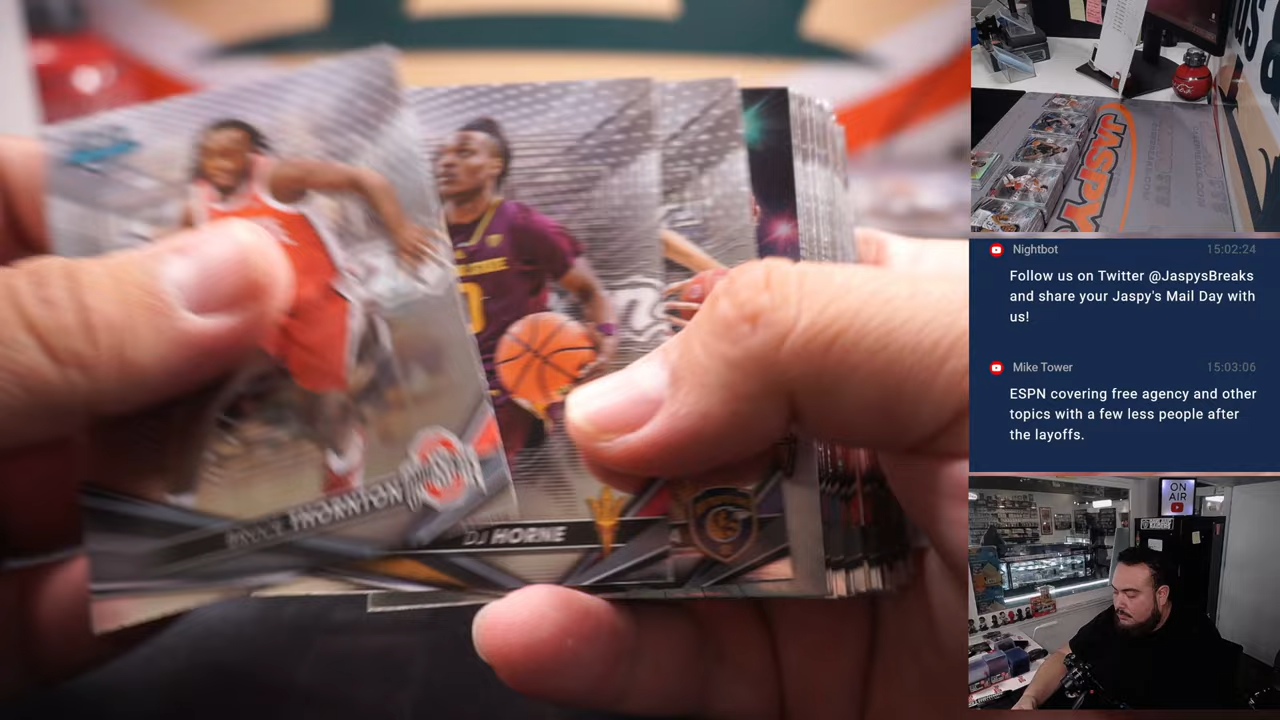 BRUCE THORNTON
DJ HORNE
JASPY
Nightbot 15:02:24
Follow us on Twitter @JaspysBreaks
and share your Jaspy's Mail Day with
us!
Mike Tower 15:03:06
ESPN covering free agency and other
topics with a few less people after
the layoffs.
ON
AIR